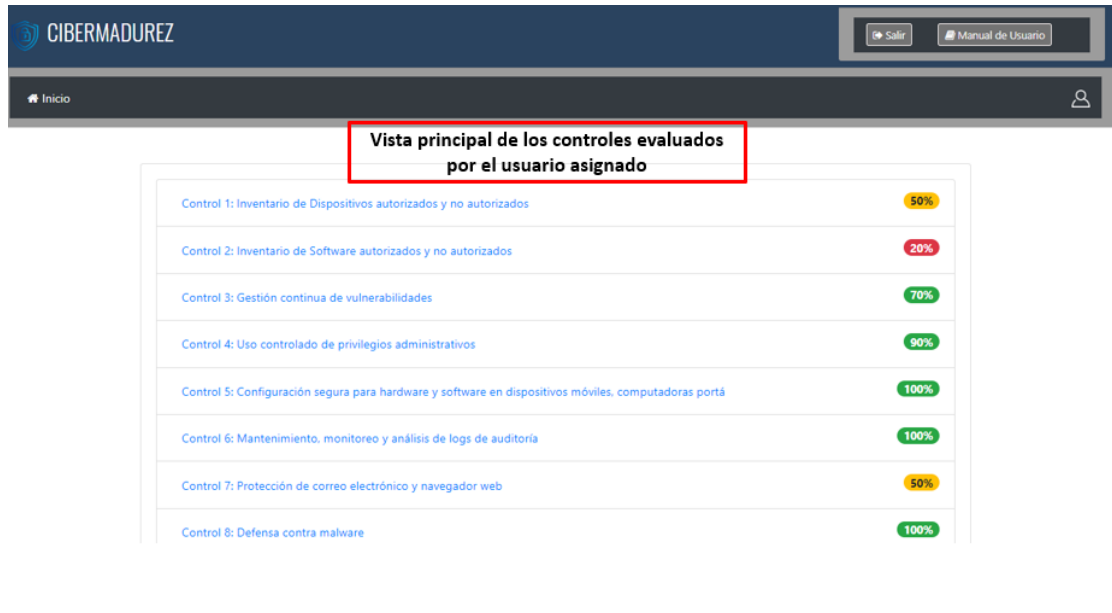 CIBERMADUREZ
Salir
Manual de Usuario
Inicio
Vista principal de los controles evaluados
por el usuario asignado
Control 1: Inventario de Dispositivos autorizados y no autorizados 50%
Control 2: Inventario de Software autorizados y no autorizados 20%
Control 3: Gestión continua de vulnerabilidades 70%
Control 4: Uso controlado de privilegios administrativos 90%
Control 5: Configuración segura para hardware y software en dispositivos móviles, computadoras portá 100%
Control 6: Mantenimiento, monitoreo y análisis de logs de auditoría 100%
Control 7: Protección de correo electrónico y navegador web 50%
Control 8: Defensa contra malware 100%